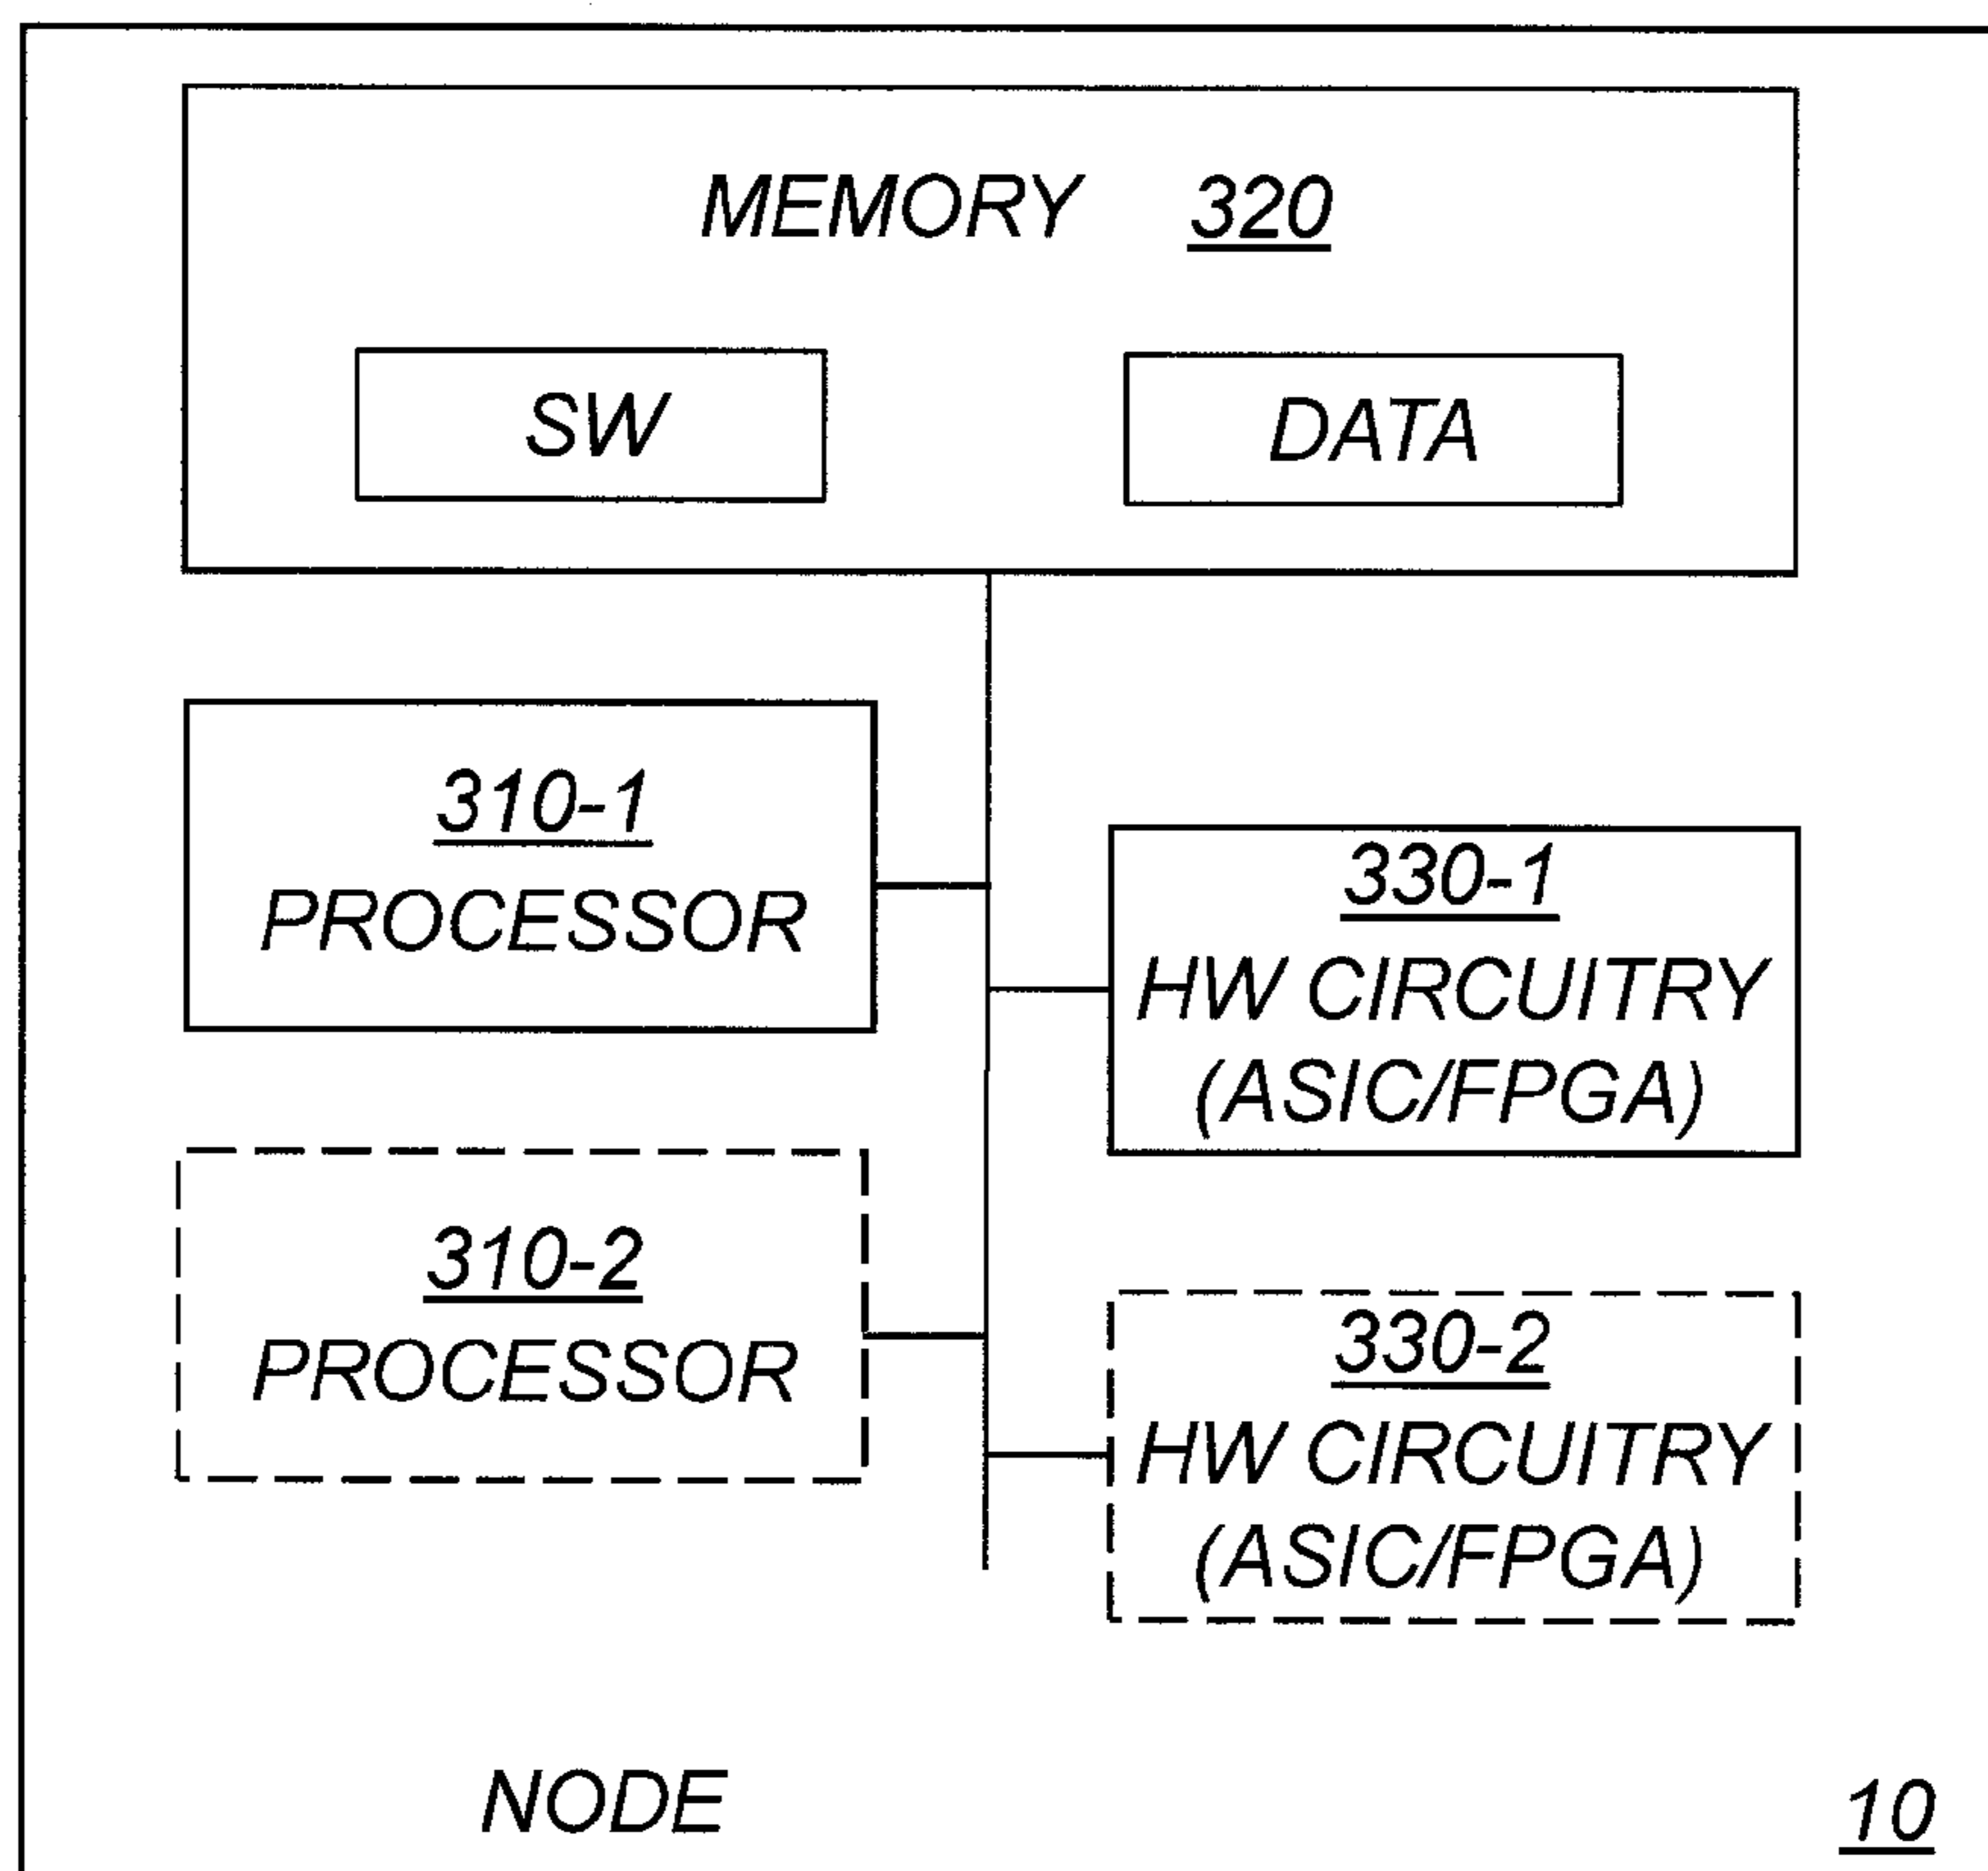 MEMORY 320
SW
DATA
310-1
PROCESSOR
330-1
HW CIRCUITRY
(ASIC/FPGA)
310-2
PROCESSOR
330-2
HW CIRCUITRY
(ASIC/FPGA)
NODE
10